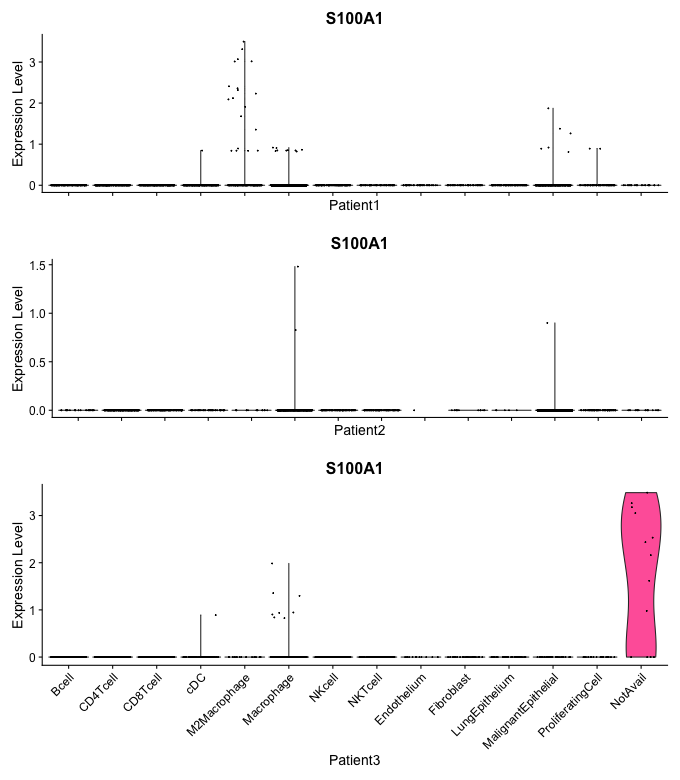 S100A1
Expression Level
3
2
1
0
Patient1
S100A1
Expression Level
1.5
1.0
0.5
0.0
Patient2
S100A1
Expression Level
3
2
1
0
Bcell
CD4Tcell
CD8Tcell
cDC
M2Macrophage
Macrophage
NKcell
NKTcell
Endothelium
Fibroblast
LungEpithelium
MalignantEpithelial
ProliferatingCell
NotAvail
Patient3